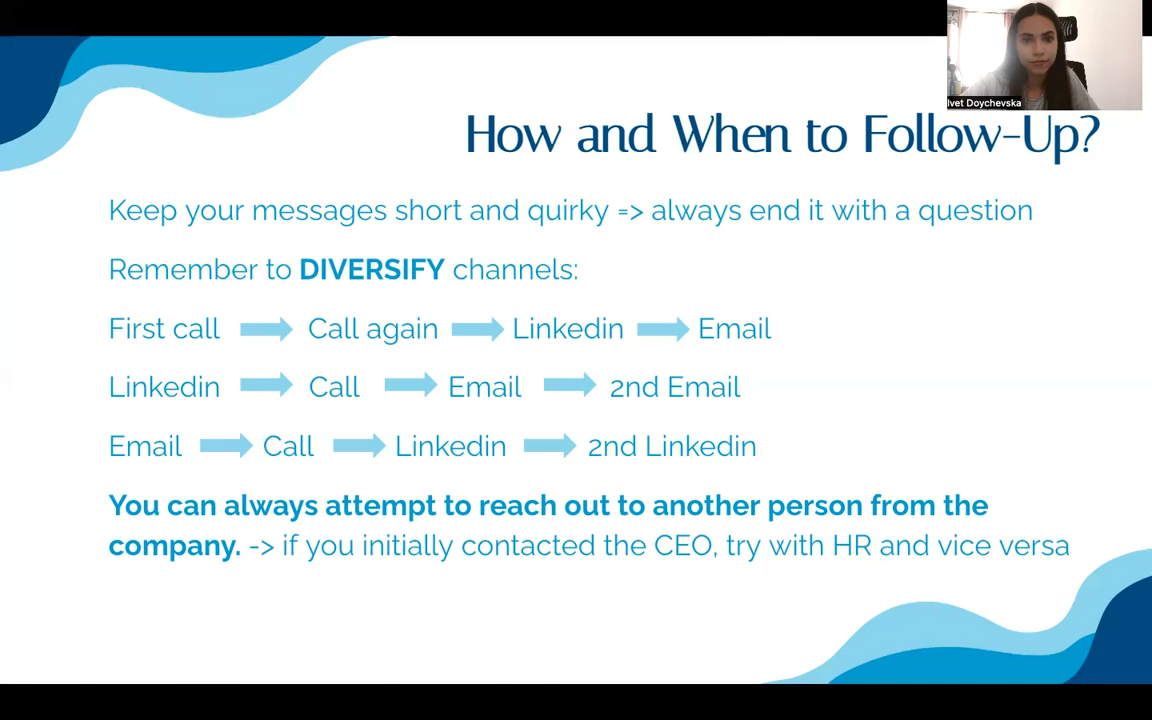 Ivet Doychevska
How and When to Follow-Up?
Keep your messages short and quirky => always end it with a question
Remember to DIVERSIFY channels:
First call Call again Linkedin Email
Linkedin Call Email 2nd Email
Email Call Linkedin 2nd Linkedin
You can always attempt to reach out to another person from the
company. -> if you initially contacted the CEO, try with HR and vice versa